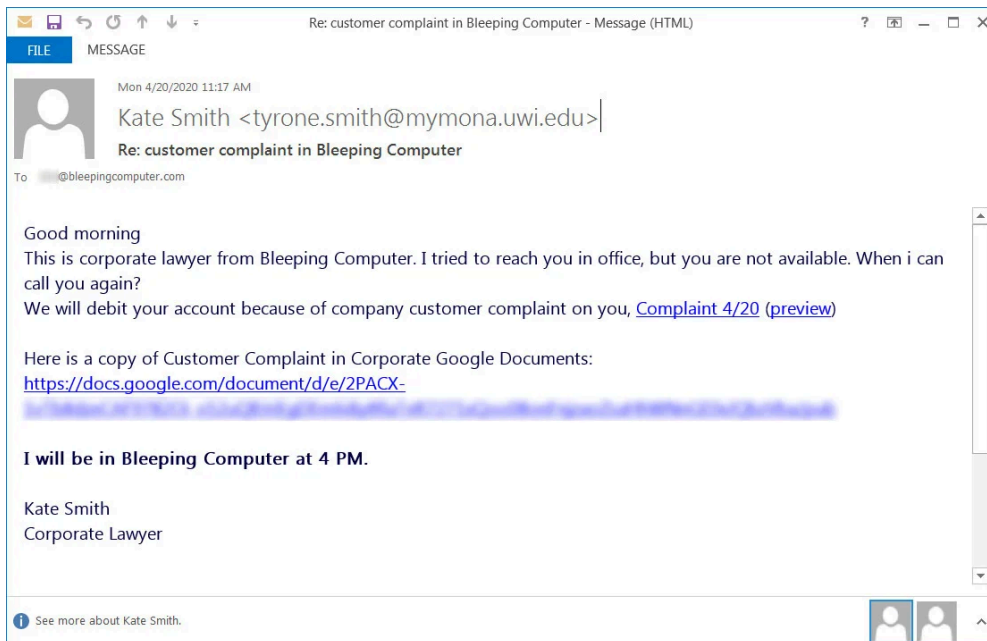 Re: customer complaint in Bleeping Computer - Message (HTML)
FILE MESSAGE
Mon 4/20/2020 11:17 AM
Kate Smith <tyrone.smith@mymona.uwi.edu>
Re: customer complaint in Bleeping Computer
To @bleepingcomputer.com
Good morning
This is corporate lawyer from Bleeping Computer. I tried to reach you in office, but you are not available. When i can
call you again?
We will debit your account because of company customer complaint on you, Complaint 4/20 (preview)
Here is a copy of Customer Complaint in Corporate Google Documents:
https://docs.google.com/document/d/e/2PACX-
I will be in Bleeping Computer at 4 PM.
Kate Smith
Corporate Lawyer
See more about Kate Smith.